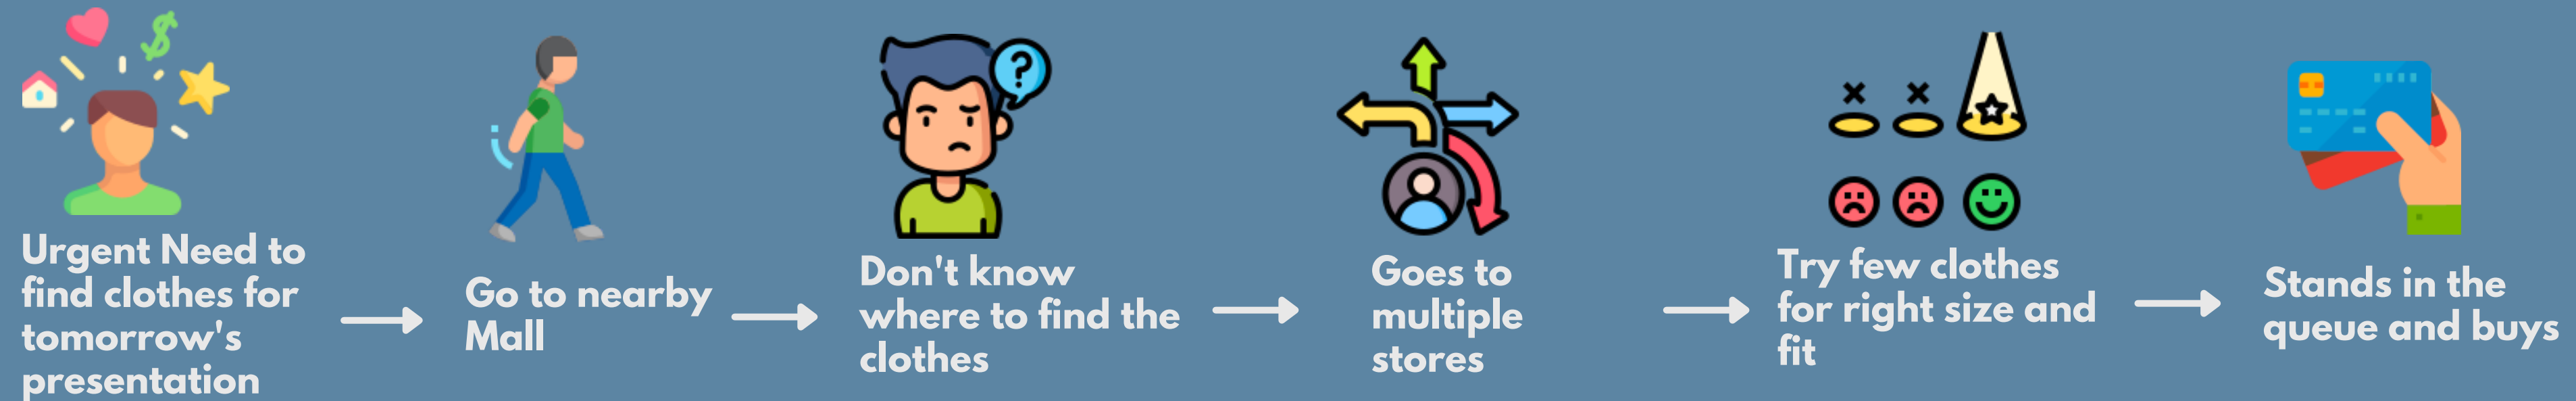 Urgent Need to
find clothes for
tomorrow's
presentation
Go to nearby
Mall
Don't know
where to find the
clothes
Goes to
multiple
stores
Try few clothes
for right size and
fit
Stands in the
queue and buys